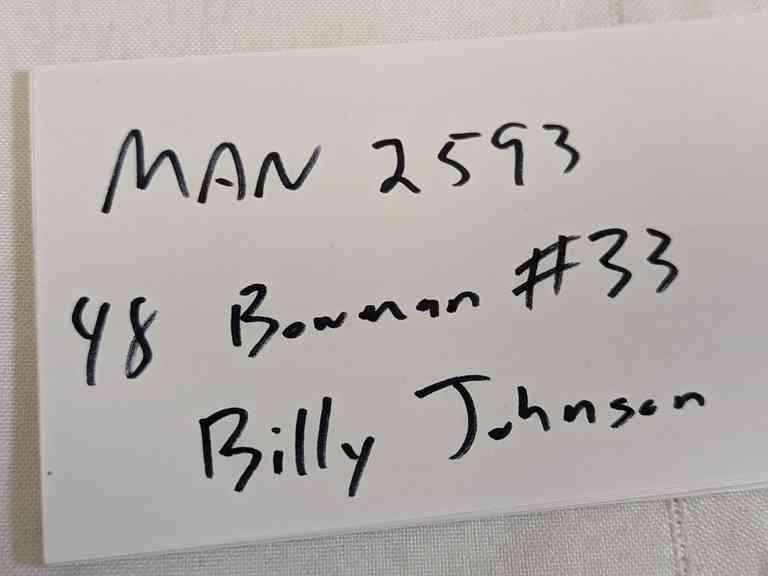 MAN 2593
48 Bowman #33
Billy Johnson